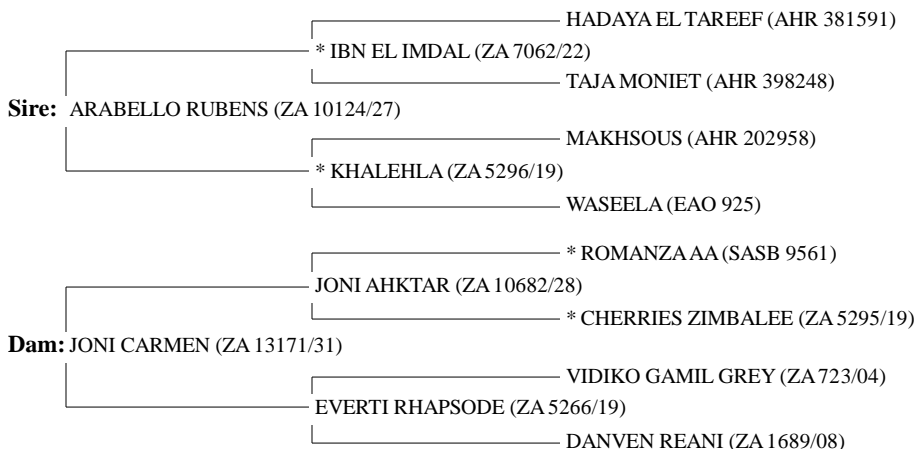 HADAYA EL TAREEF (AHR 381591)
* IBN EL IMDAL (ZA 7062/22)
TAJA MONIET (AHR 398248)
Sire: ARABELLO RUBENS (ZA 10124/27)
MAKHSOUS (AHR 202958)
* KHALEHLA (ZA 5296/19)
WASEELA (EAO 925)
* ROMANZA AA (SASB 9561)
JONI AHKTAR (ZA 10682/28)
* CHERRIES ZIMBALEE (ZA 5295/19)
Dam: JONI CARMEN (ZA 13171/31)
VIDIKO GAMIL GREY (ZA 723/04)
EVERTI RHAPSODE (ZA 5266/19)
DANVEN REANI (ZA 1689/08)